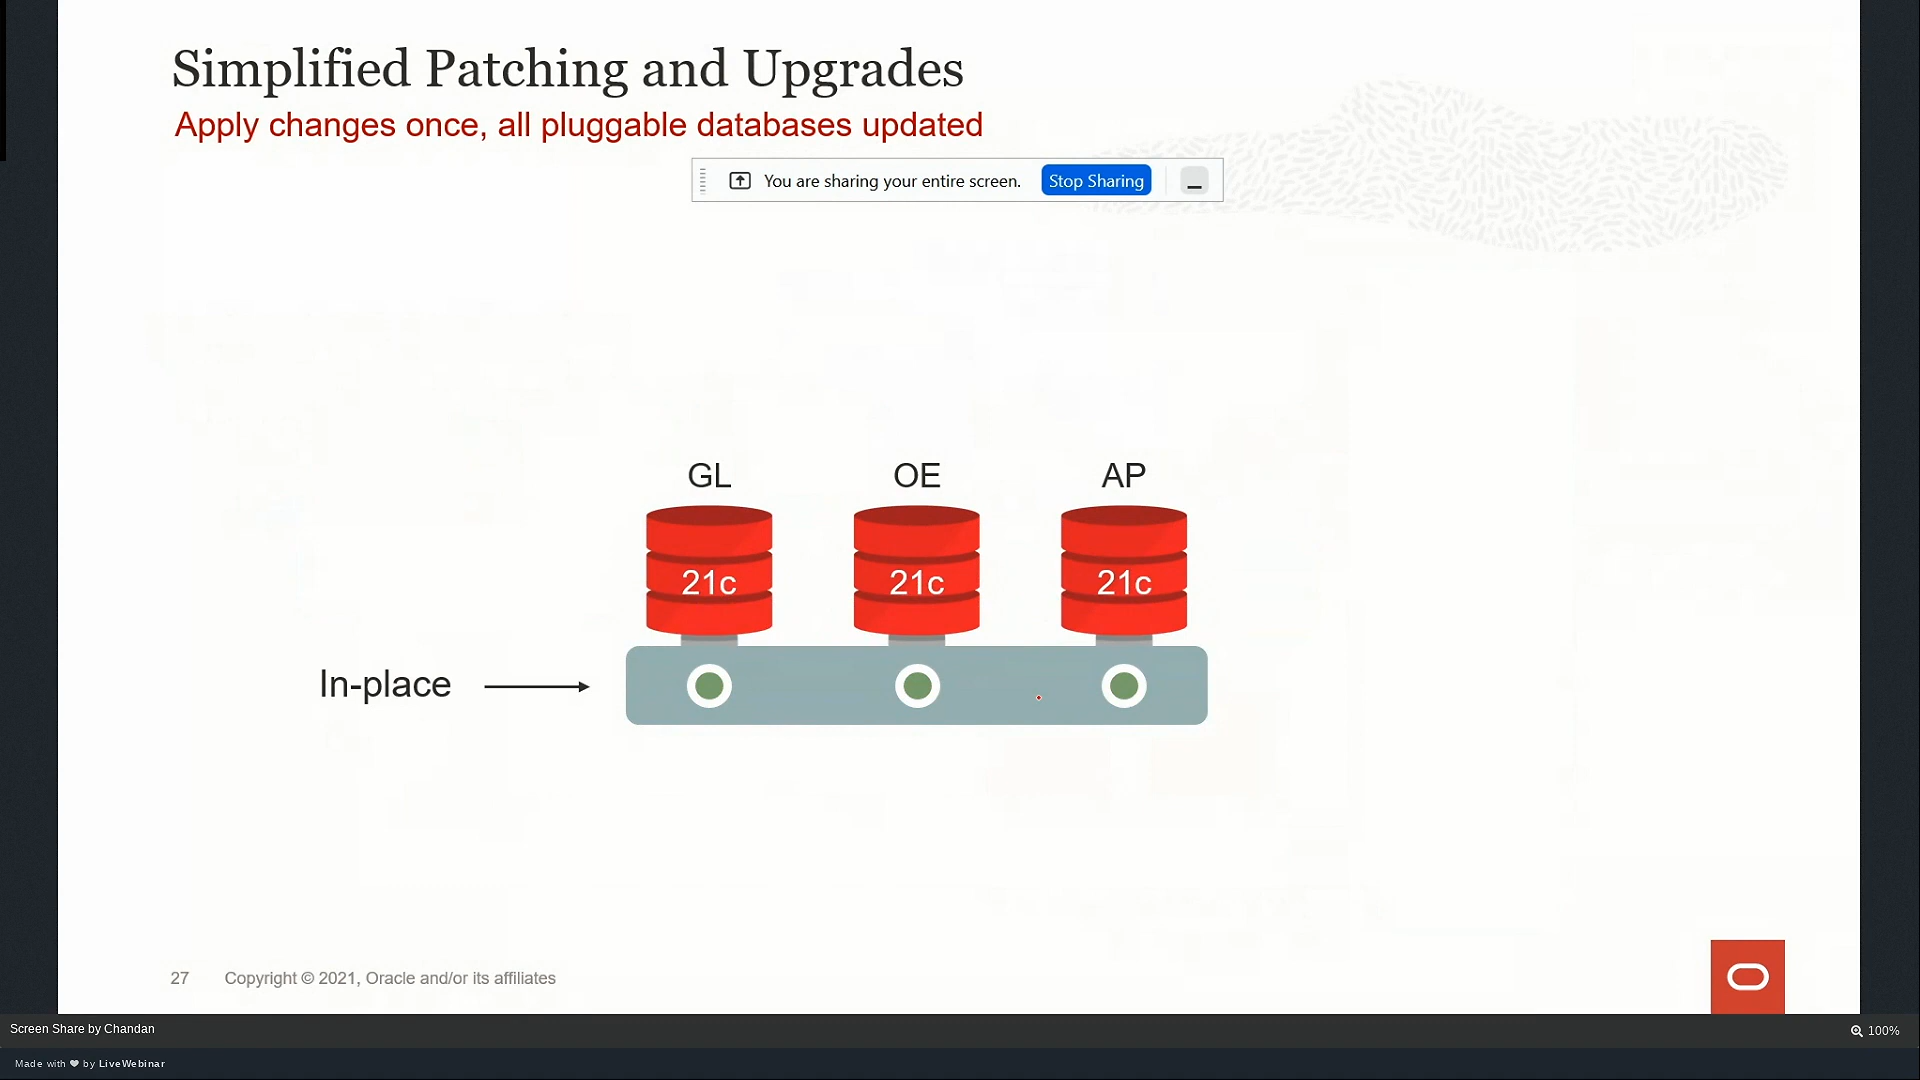 Simplified Patching and Upgrades
Apply changes once, all pluggable databases updated
You are sharing your entire screen. Stop Sharing
GL OE AP
21c 21c 21c
In-place
27 Copyright © 2021, Oracle and/or its affiliates
Screen Share by Chandan
100%
Made with ❤ by LiveWebinar